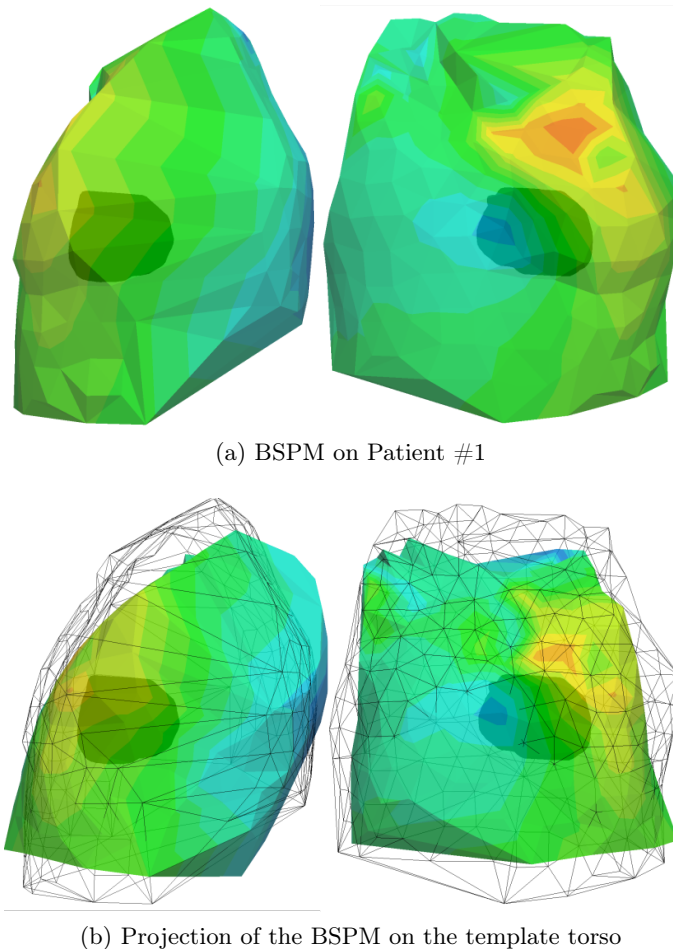 (a) BSPM on Patient #1
(b) Projection of the BSPM on the template torso